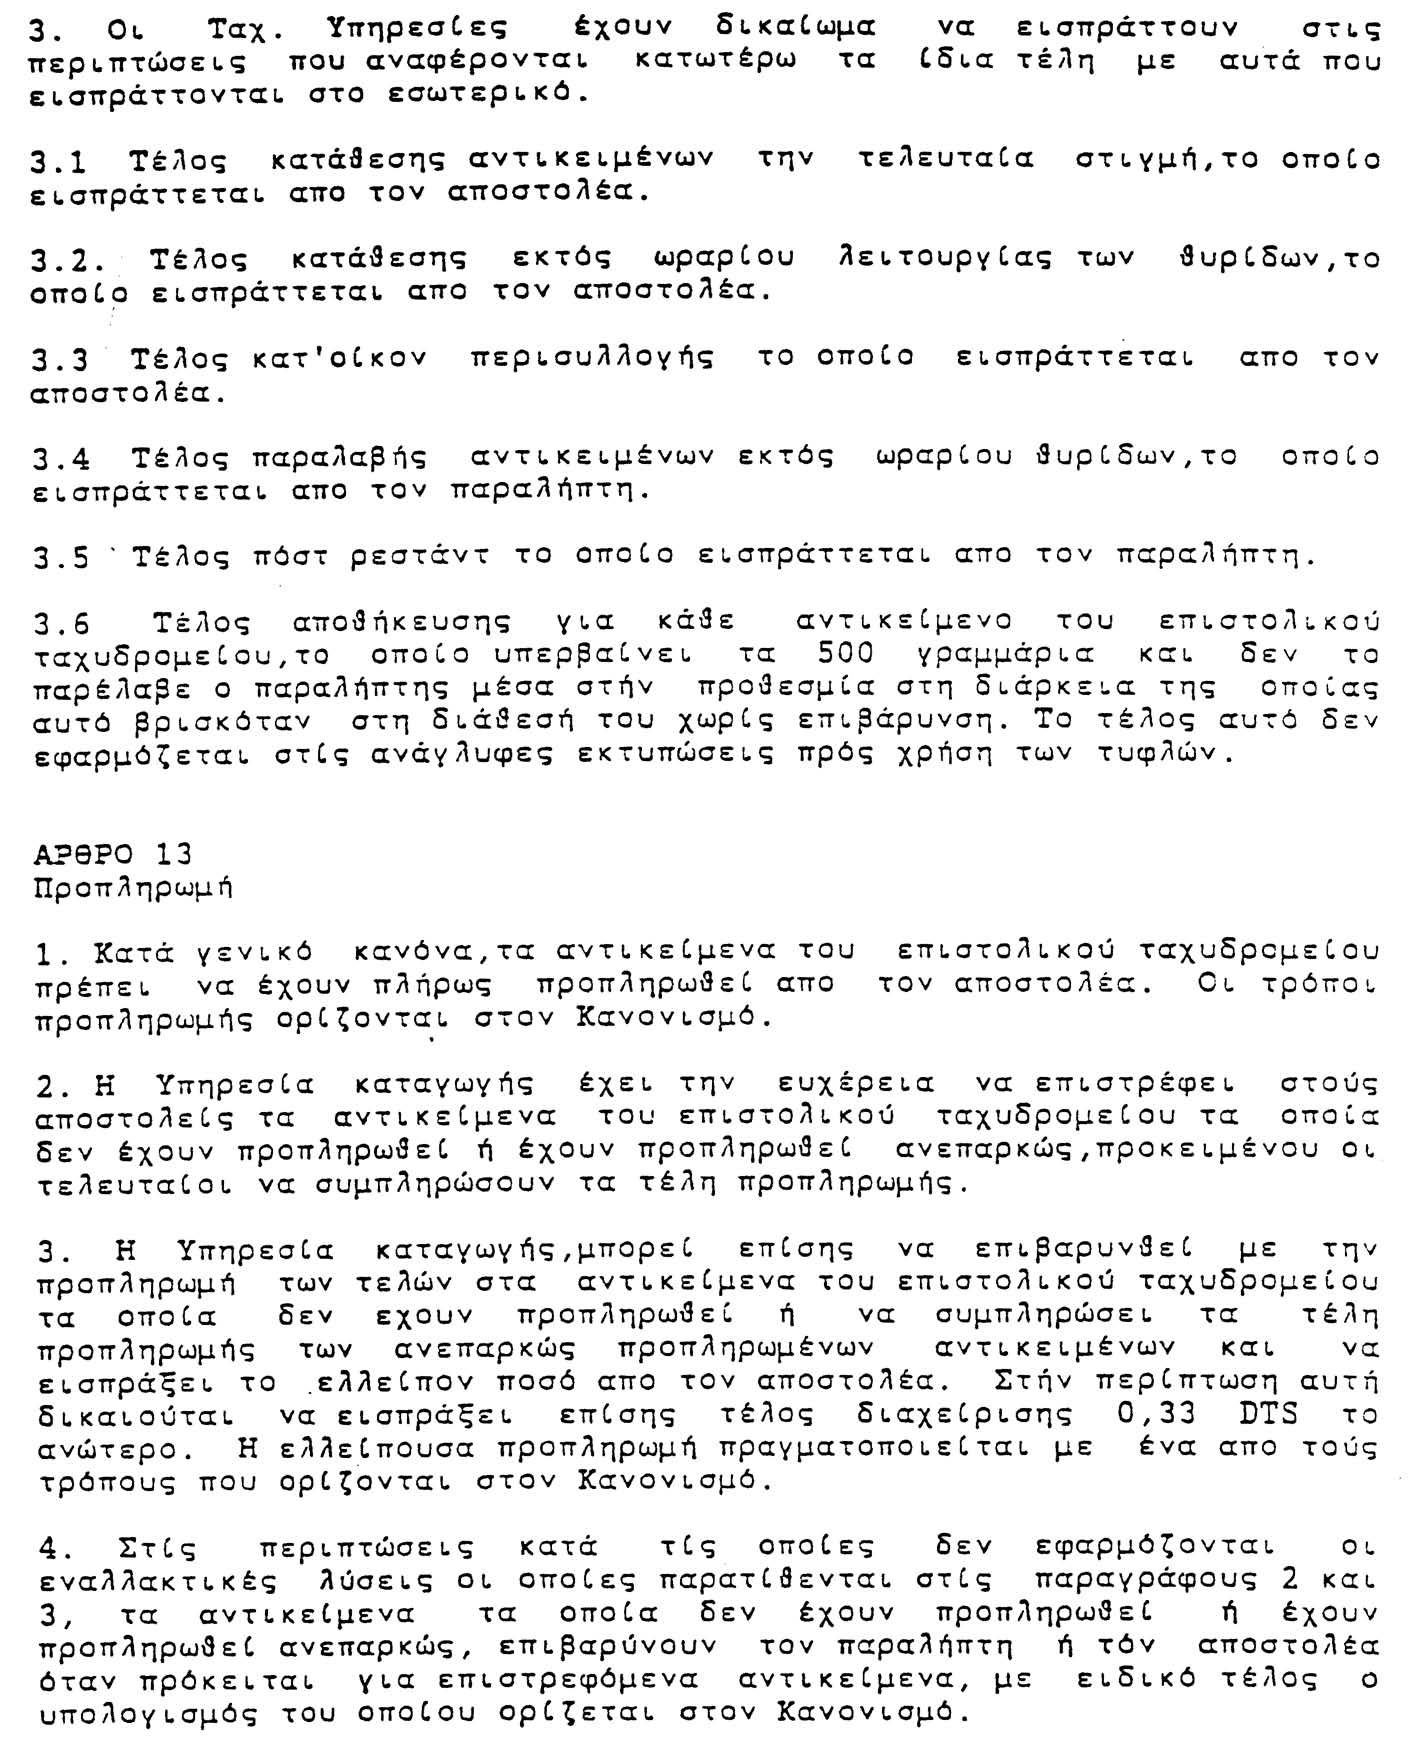 3. Οι Ταχ. Υπηρεσίες έχουν δικαίωμα να εισπράττουν στις
περιπτώσεις που αναφέρονται κατωτέρω τα ίδια τέλη με αυτά που
εισπράττονται στο εσωτερικό.
3.1 Τέλος κατάθεσης αντικειμένων την τελευταία στιγμή,το οποίο
εισπράττεται απο τον αποστολέα.
3.2. Τέλος κατάθεσης εκτός ωραρίου λειτουργίας των θυρίδων,το
οποίο εισπράττεται απο τον αποστολέα.
3.3 Τέλος κατ'οίκον περισυλλογής το οποίο εισπράττεται απο τον
αποστολέα.
3.4 Τέλος παραλαβής αντικειμένων εκτός ωραρίου θυρίδων,το οποίο
εισπράττεται απο τον παραλήπτη.
3.5 Τέλος πόστ ρεστάντ το οποίο εισπράττεται απο τον παραλήπτη.
3.6 Τέλος αποθήκευσης για κάθε αντικείμενο του επιστολικού
ταχυδρομείου,το οποίο υπερβαίνει τα 500 γραμμάρια και δεν το
παρέλαβε ο παραλήπτης μέσα στήν προθεσμία στη διάρκεια της οποίας
αυτό βρισκόταν στη διάθεσή του χωρίς επιβάρυνση. Το τέλος αυτό δεν
εφαρμόζεται στίς ανάγλυφες εκτυπώσεις πρός χρήση των τυφλών.
ΑΡΘΡΟ 13
Προπληρωμή
1. Κατά γενικό κανόνα,τα αντικείμενα του επιστολικού ταχυδρομείου
πρέπει να έχουν πλήρως προπληρωθεί απο τον αποστολέα. Οι τρόποι
προπληρωμής ορίζονται στον Κανονισμό.
2. Η Υπηρεσία καταγωγής έχει την ευχέρεια να επιστρέφει στούς
αποστολείς τα αντικείμενα του επιστολικού ταχυδρομείου τα οποία
δεν έχουν προπληρωθεί ή έχουν προπληρωθεί ανεπαρκώς,προκειμένου οι
τελευταίοι να συμπληρώσουν τα τέλη προπληρωμής.
3. Η Υπηρεσία καταγωγής,μπορεί επίσης να επιβαρυνθεί με την
προπληρωμή των τελών στα αντικείμενα του επιστολικού ταχυδρομείου
τα οποία δεν εχουν προπληρωθεί ή να συμπληρώσει τα τέλη
προπληρωμής των ανεπαρκώς προπληρωμένων αντικειμένων και να
εισπράξει το ελλείπον ποσό απο τον αποστολέα. Στήν περίπτωση αυτή
δικαιούται να εισπράξει επίσης τέλος διαχείρισης 0,33 DTS το
ανώτερο. Η ελλείπουσα προπληρωμή πραγματοποιείται με ένα απο τούς
τρόπους που ορίζονται στον Κανονισμό.
4. Στίς περιπτώσεις κατά τίς οποίες δεν εφαρμόζονται οι
εναλλακτικές λύσεις οι οποίες παρατίθενται στίς παραγράφους 2 και
3, τα αντικείμενα τα οποία δεν έχουν προπληρωθεί ή έχουν
προπληρωθεί ανεπαρκώς, επιβαρύνουν τον παραλήπτη ή τόν αποστολέα
όταν πρόκειται για επιστρεφόμενα αντικείμενα, με ειδικό τέλος ο
υπολογισμός του οποίου ορίζεται στον Κανονισμό.